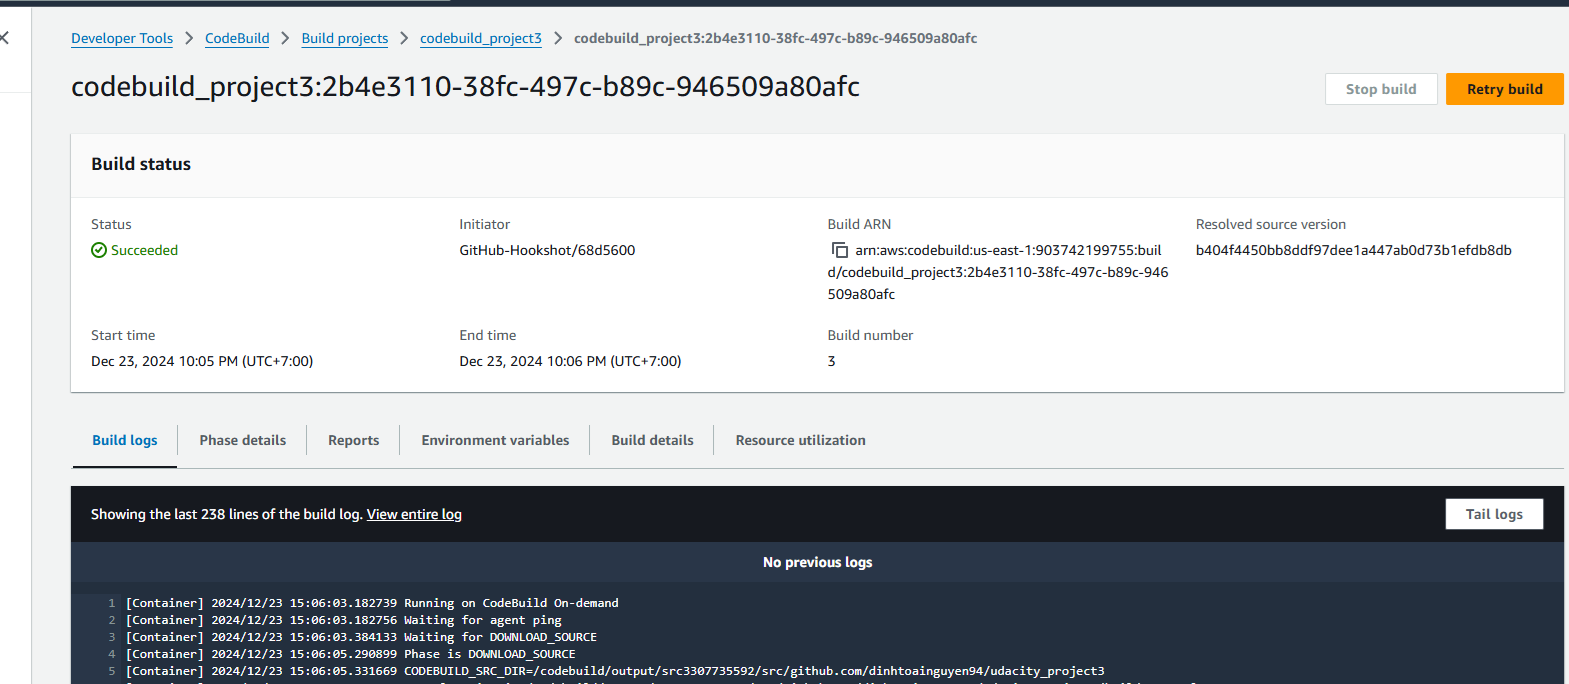 Developer Tools > CodeBuild > Build projects > codebuild_project3 > codebuild_project3:2b4e3110-38fc-497c-b89c-946509a80afc
codebuild_project3:2b4e3110-38fc-497c-b89c-946509a80afc
Stop build
Retry build
Build status
Status
Succeeded
Initiator
GitHub-Hookshot/68d5600
Build ARN
arn:aws:codebuild:us-east-1:903742199755:buil
d/codebuild_project3:2b4e3110-38fc-497c-b89c-946
509a80afc
Resolved source version
b404f4450bb8ddf97dee1a447ab0d73b1efdb8db
Start time
Dec 23, 2024 10:05 PM (UTC+7:00)
End time
Dec 23, 2024 10:06 PM (UTC+7:00)
Build number
3
Build logs
Phase details
Reports
Environment variables
Build details
Resource utilization
Showing the last 238 lines of the build log. View entire log
Tail logs
No previous logs
1 [Container] 2024/12/23 15:06:03.182739 Running on CodeBuild On-demand
2 [Container] 2024/12/23 15:06:03.182756 Waiting for agent ping
3 [Container] 2024/12/23 15:06:03.384133 Waiting for DOWNLOAD_SOURCE
4 [Container] 2024/12/23 15:06:05.290899 Phase is DOWNLOAD_SOURCE
5 [Container] 2024/12/23 15:06:05.331669 CODEBUILD_SRC_DIR=/codebuild/output/src3307735592/src/github.com/dinhtoainguyen94/udacity_project3